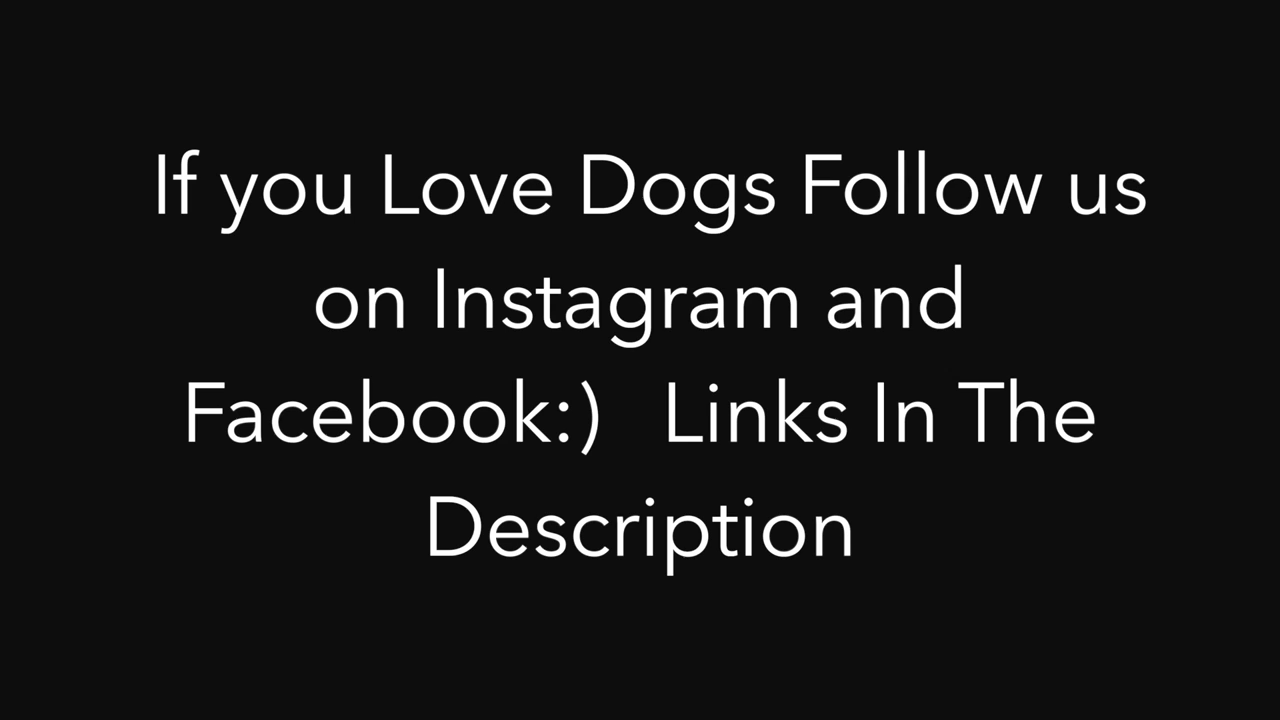 If you Love Dogs Follow us
on Instagram and
Facebook:)   Links In The
Description